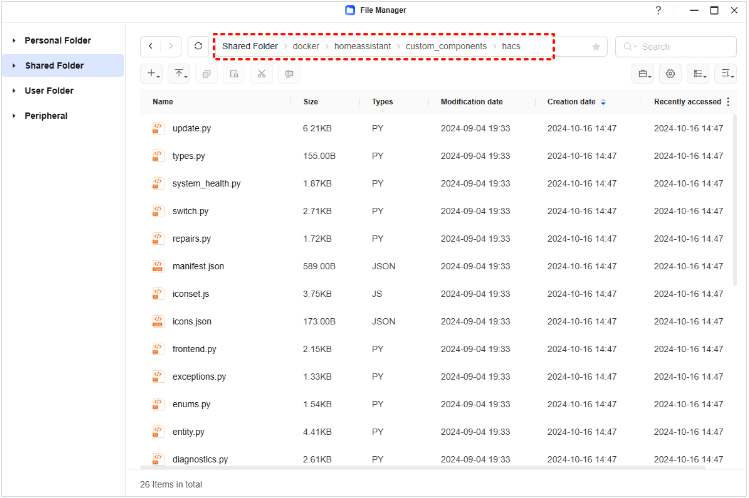 File Manager
Personal Folder
Shared Folder
User Folder
Peripheral
Shared Folder > docker > homeassistant > custom_components > hacs
Search
Name Size Types Modification date Creation date Recently accessed
update.py 6.21KB PY 2024-09-04 19:33 2024-10-16 14:47 2024-10-16 14:47
types.py 155.00B PY 2024-09-04 19:33 2024-10-16 14:47 2024-10-16 14:47
system_health.py 1.87KB PY 2024-09-04 19:33 2024-10-16 14:47 2024-10-16 14:47
switch.py 2.71KB PY 2024-09-04 19:33 2024-10-16 14:47 2024-10-16 14:47
repairs.py 1.72KB PY 2024-09-04 19:33 2024-10-16 14:47 2024-10-16 14:47
manifest.json 589.00B JSON 2024-09-04 19:33 2024-10-16 14:47 2024-10-16 14:47
iconset.js 3.75KB JS 2024-09-04 19:33 2024-10-16 14:47 2024-10-16 14:47
icons.json 173.00B JSON 2024-09-04 19:33 2024-10-16 14:47 2024-10-16 14:47
frontend.py 2.15KB PY 2024-09-04 19:33 2024-10-16 14:47 2024-10-16 14:47
exceptions.py 1.33KB PY 2024-09-04 19:33 2024-10-16 14:47 2024-10-16 14:47
enums.py 1.54KB PY 2024-09-04 19:33 2024-10-16 14:47 2024-10-16 14:47
entity.py 4.41KB PY 2024-09-04 19:33 2024-10-16 14:47 2024-10-16 14:47
diagnostics.py 2.61KB PY 2024-09-04 19:33 2024-10-16 14:47 2024-10-16 14:47
26 Items in total